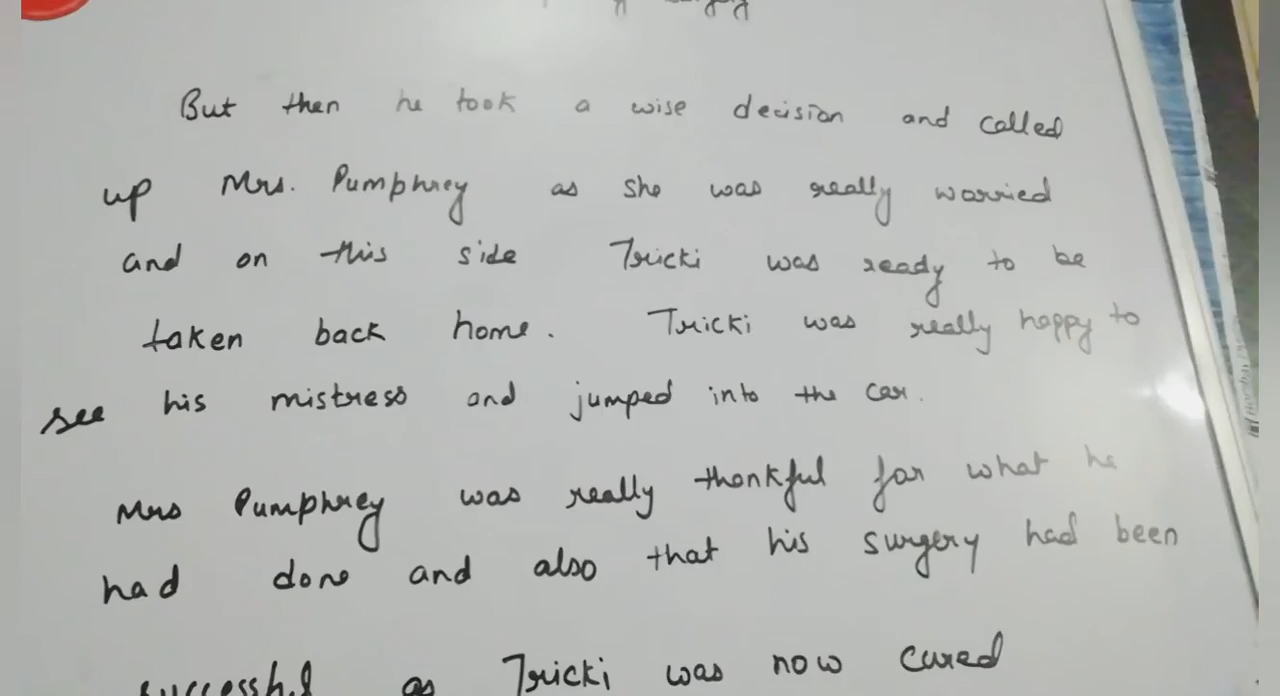 But then he took a wise decision and called
up Mrs. Pumphrey as she was really worried
and on this side Tricki was ready to be
taken back home. Tricki was really happy to
see his mistress and jumped into the car.
Mrs Pumphrey was really thankful for what he
had done and also that his surgery had been
successful as Tricki was now cured